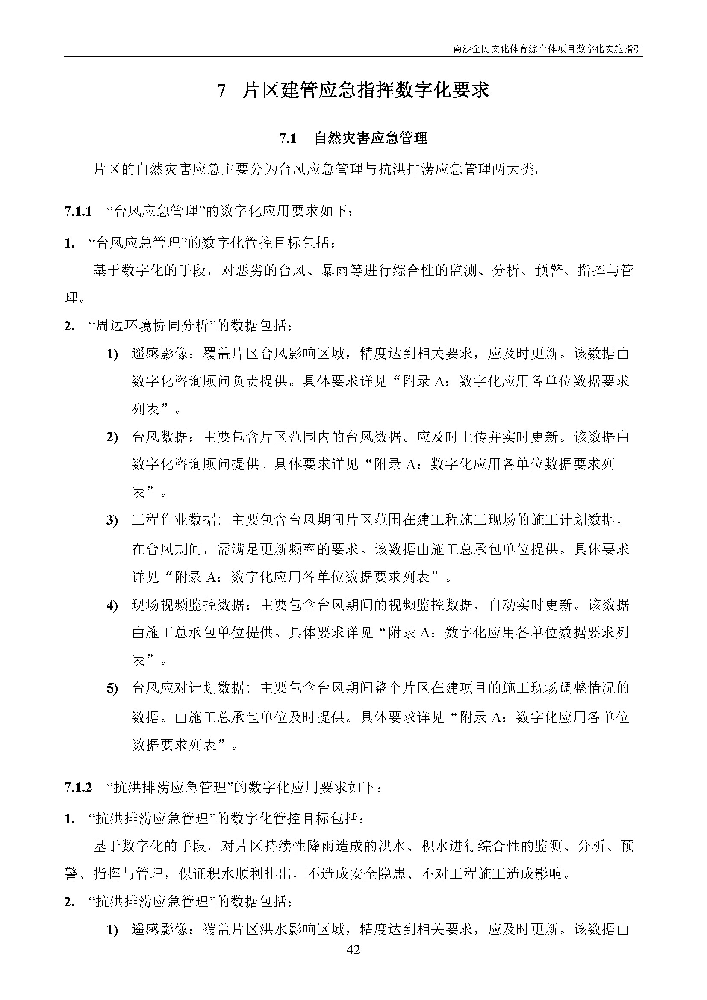 南沙全民文化体育综合体项目数字化实施指引
7 片区建管应急指挥数字化要求
7.1 自然灾害应急管理
片区的自然灾害应急主要分为台风应急管理与抗洪排涝应急管理两大类。
7.1.1 “台风应急管理”的数字化应用要求如下：
1. “台风应急管理”的数字化管控目标包括：
基于数字化的手段，对恶劣的台风、暴雨等进行综合性的监测、分析、预警、指挥与管
理。
2. “周边环境协同分析”的数据包括：
1) 遥感影像：覆盖片区台风影响区域，精度达到相关要求，应及时更新。该数据由
数字化咨询顾问负责提供。具体要求详见“附录 A：数字化应用各单位数据要求
列表”。
2) 台风数据：主要包含片区范围内的台风数据。应及时上传并实时更新。该数据由
数字化咨询顾问提供。具体要求详见“附录 A：数字化应用各单位数据要求列
表”。
3) 工程作业数据：主要包含台风期间片区范围在建工程施工现场的施工计划数据，
在台风期间，需满足更新频率的要求。该数据由施工总承包单位提供。具体要求
详见“附录 A：数字化应用各单位数据要求列表”。
4) 现场视频监控数据：主要包含台风期间的视频监控数据，自动实时更新。该数据
由施工总承包单位提供。具体要求详见“附录 A：数字化应用各单位数据要求列
表”。
5) 台风应对计划数据：主要包含台风期间整个片区在建项目的施工现场调整情况的
数据。由施工总承包单位及时提供。具体要求详见“附录 A：数字化应用各单位
数据要求列表”。
7.1.2 “抗洪排涝应急管理”的数字化应用要求如下：
1. “抗洪排涝应急管理”的数字化管控目标包括：
基于数字化的手段，对片区持续性降雨造成的洪水、积水进行综合性的监测、分析、预
警、指挥与管理，保证积水顺利排出，不造成安全隐患、不对工程施工造成影响。
2. “抗洪排涝应急管理”的数据包括：
1) 遥感影像：覆盖片区洪水影响区域，精度达到相关要求，应及时更新。该数据由
42